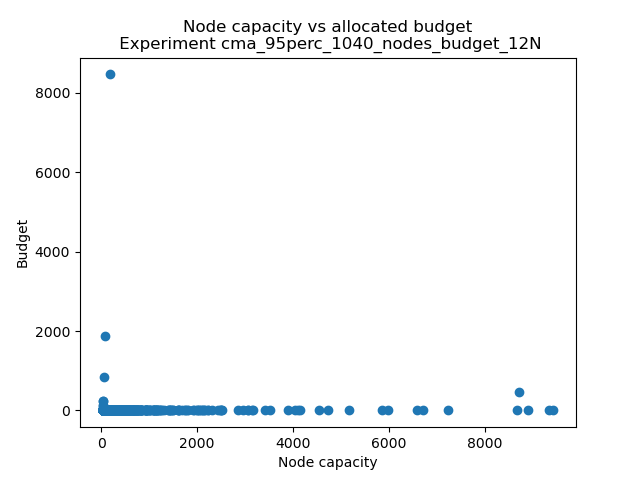 Node capacity vs allocated budget
Experiment cma_95perc_1040_nodes_budget_12N
Budget
8000
6000
4000
2000
0
0 2000 4000 6000 8000
Node capacity